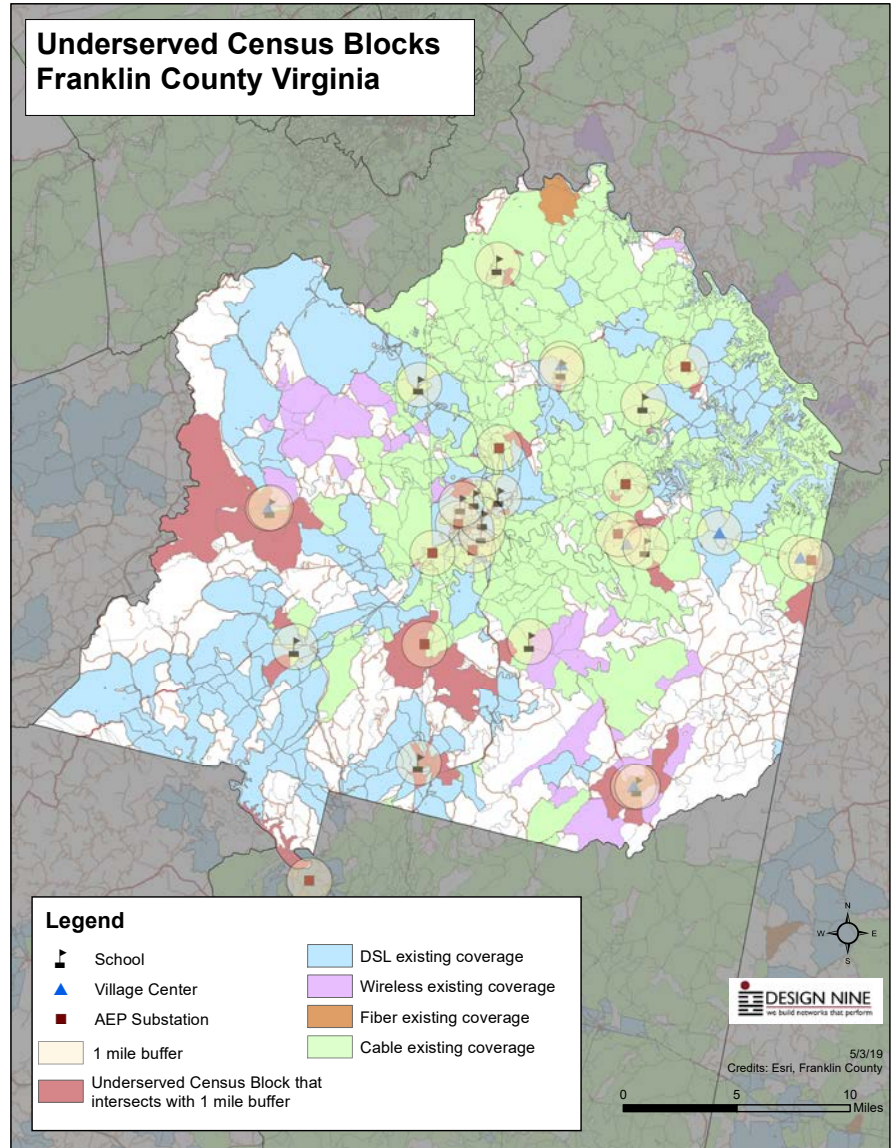 Underserved Census Blocks
Franklin County Virginia
Legend
School
Village Center
AEP Substation
1 mile buffer
Underserved Census Block that
intersects with 1 mile buffer
DSL existing coverage
Wireless existing coverage
Fiber existing coverage
Cable existing coverage
N
W
E
S
DESIGN NINE
we build networks that perform
5/3/19
Credits: Esri, Franklin County
0
5
10
Miles